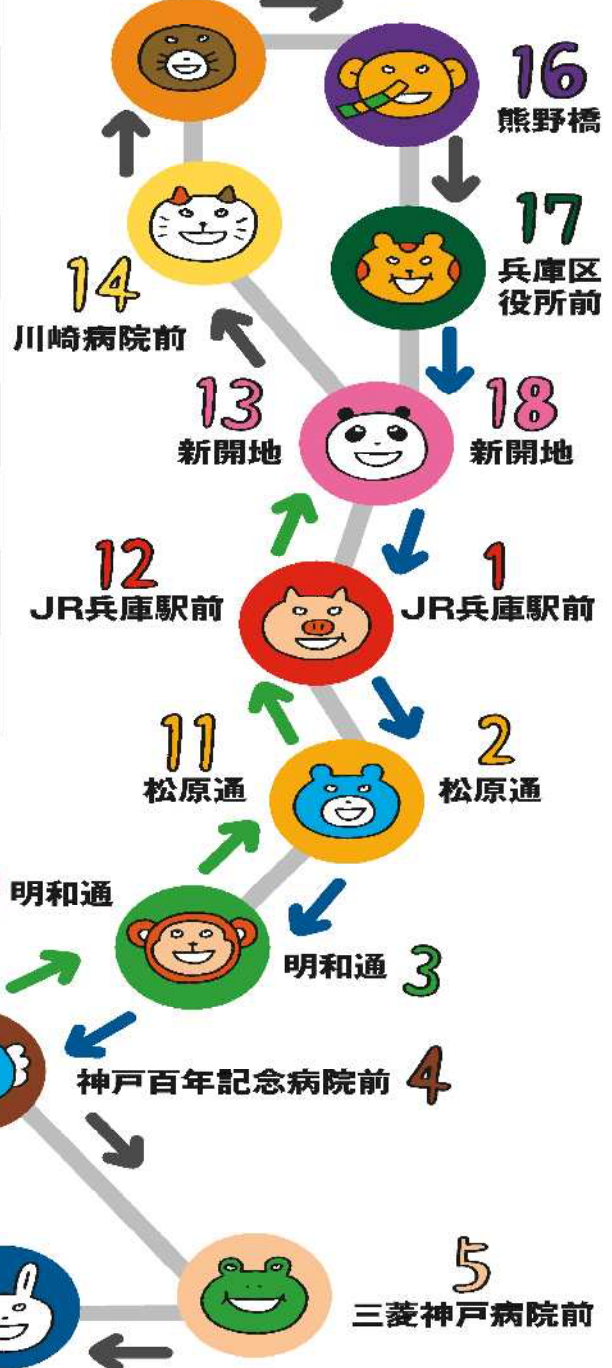 16
熊野橋
17
兵庫区
役所前
14
川崎病院前
13
新開地
18
新開地
12
JR兵庫駅前
1
JR兵庫駅前
11
松原通
2
松原通
明和通
明和通 3
神戸百年記念病院前 4
5
三菱神戸病院前